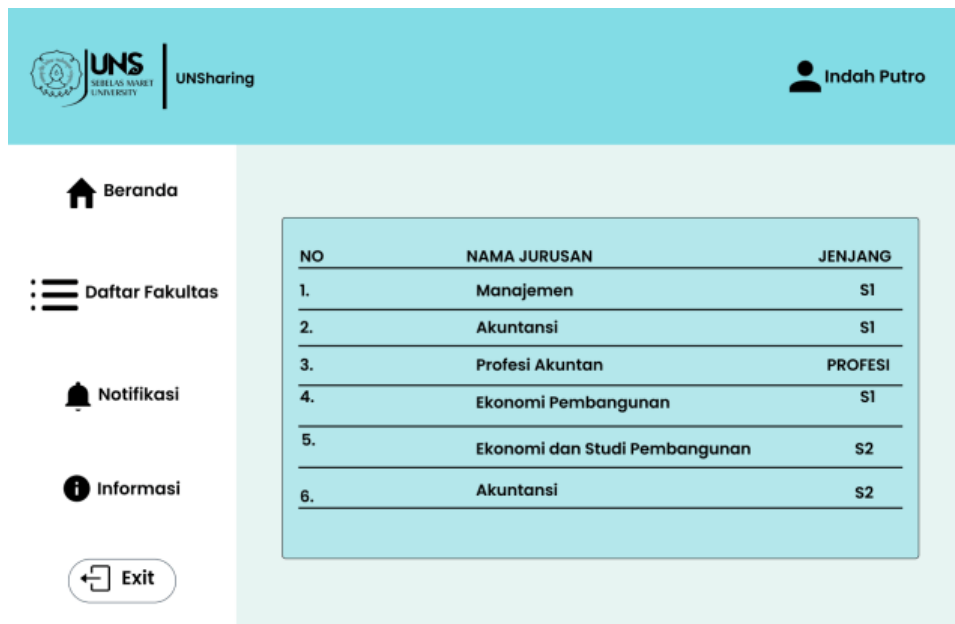 UNS
SEBELAS MARET
UNIVERSITY
UNSharing
Indah Putro
Beranda
Daftar Fakultas
Notifikasi
Informasi
Exit
NO NAMA JURUSAN JENJANG
1. Manajemen S1
2. Akuntansi S1
3. Profesi Akuntan PROFESI
4. Ekonomi Pembangunan S1
5. Ekonomi dan Studi Pembangunan S2
6. Akuntansi S2